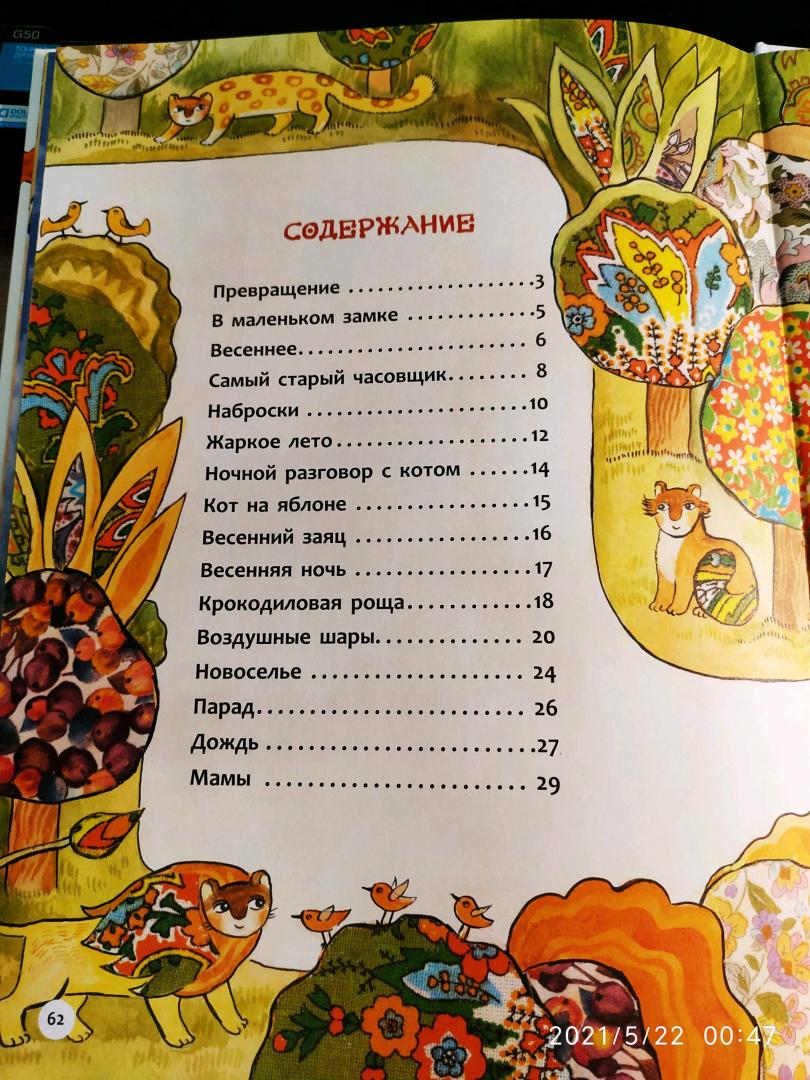 G50
СОДЕРЖАНИЕ
Превращение ...................3
В маленьком замке .............5
Весеннее....................... 6
Самый старый часовщик....... 8
Наброски .......................10
Жаркое лето...................12
Ночной разговор с котом ......14
Кот на яблоне .................15
Весенний заяц .................16
Весенняя ночь .................17
Крокодиловая роща.............18
Воздушные шары................ 20
Новоселье ...................... 24
Парад........................... 26
Дождь ..........................27
Мамы .......................... 29
62
2021/5/22 00:47